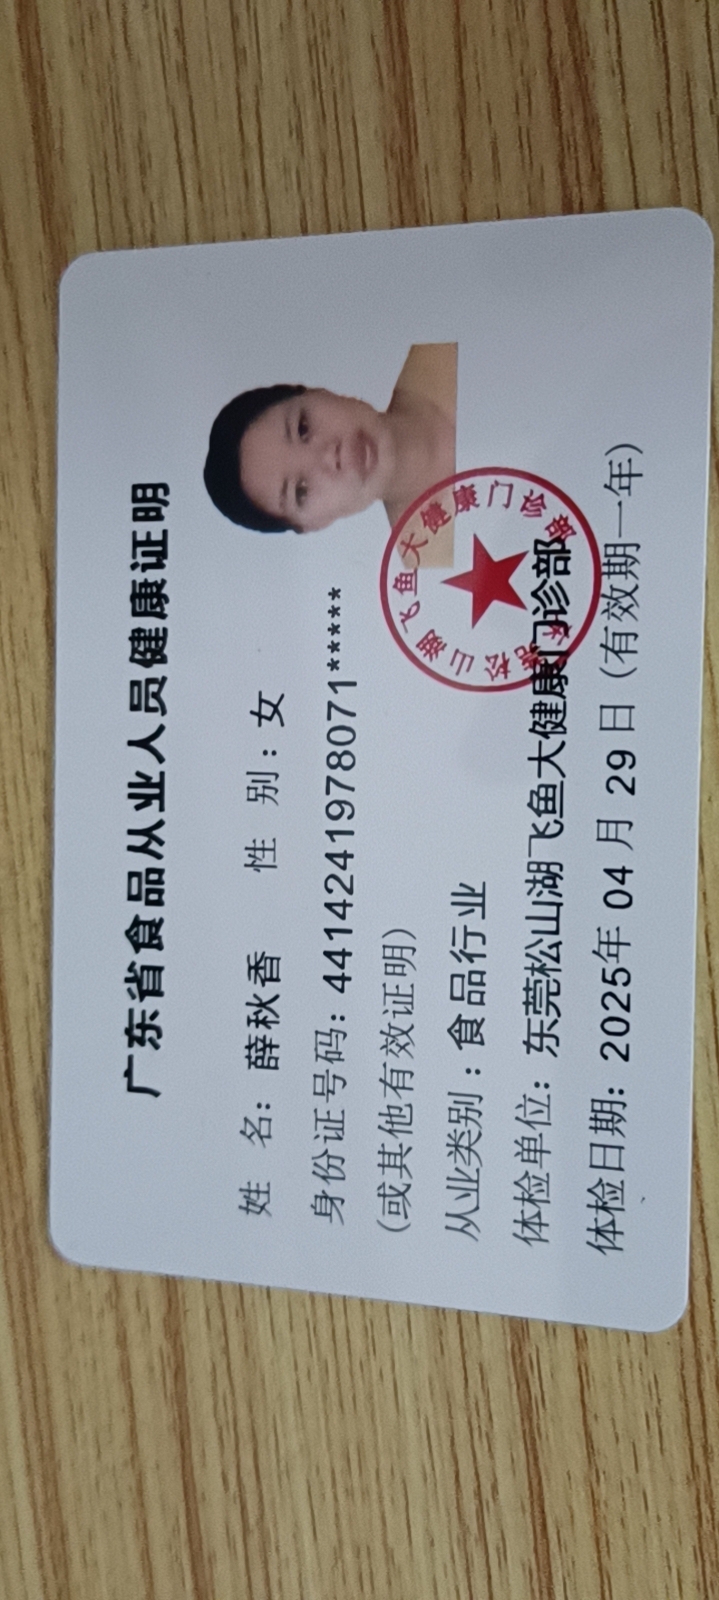 广东省食品从业人员健康证明
姓 名：薛秋香 性 别：女
身份证号码：4414241978071*****
（或其他有效证明）
从业类别：食品行业
体检单位：东莞松山湖飞鱼大健康门诊部
体检日期：2025年 04 月 29 日（有效期一年）
东莞松山湖飞鱼大健康门诊部